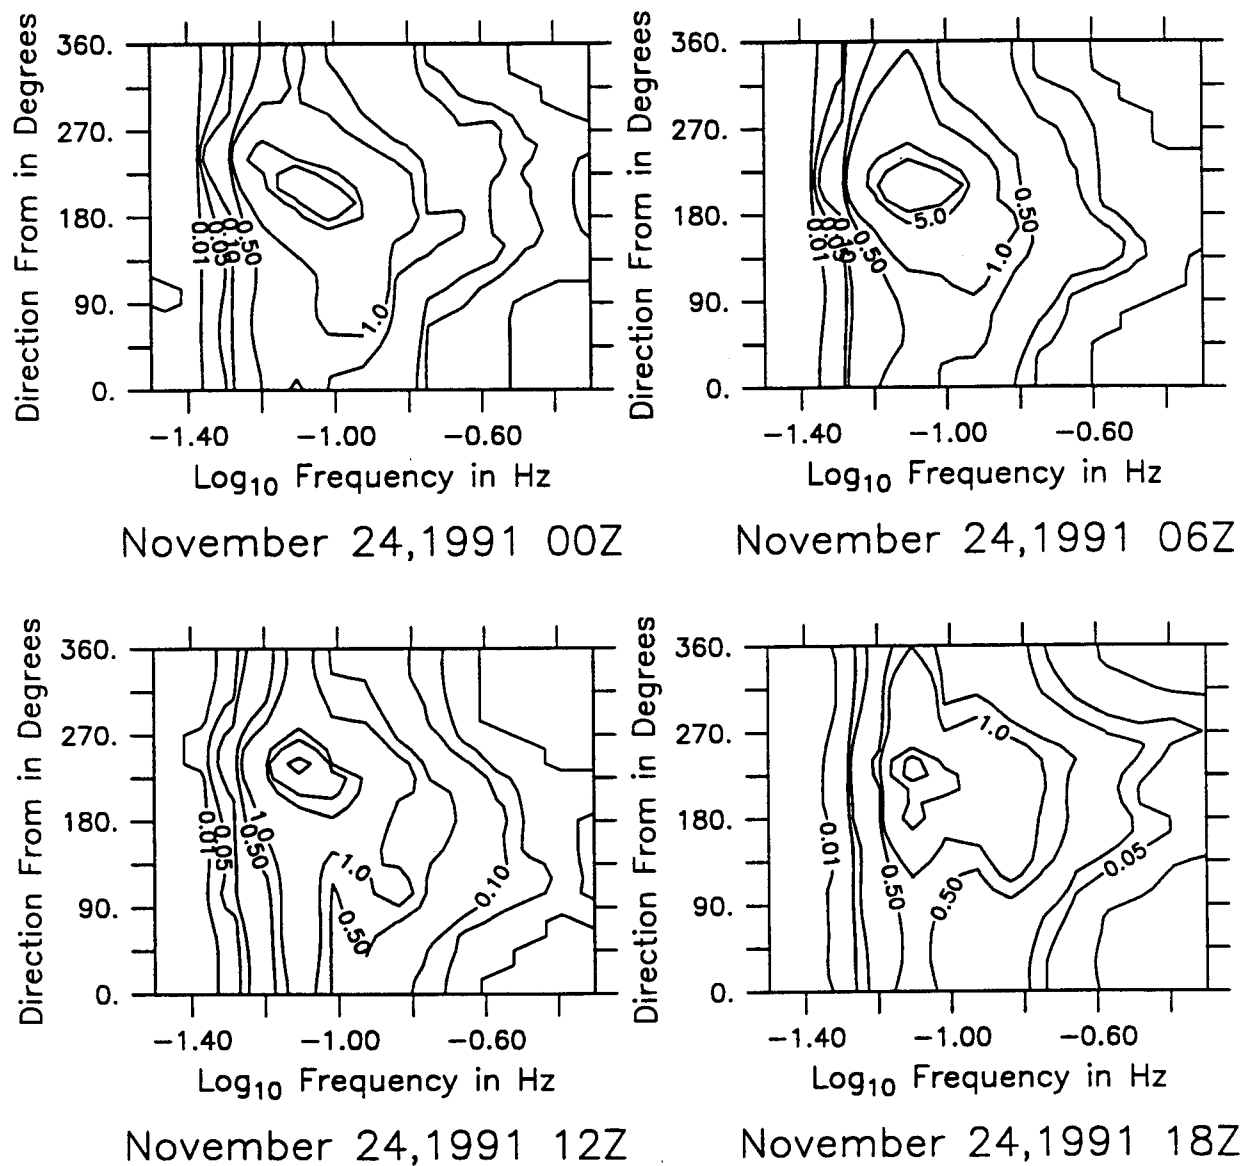 Direction From in Degrees
360.
270.
180.
90.
0.
0.01
0.05
0.10
0.50
1.0
−1.40 −1.00 −0.60
Log10 Frequency in Hz
November 24,1991 00Z
Direction From in Degrees
360.
270.
180.
90.
0.
0.01
0.50
5.0
1.0
0.50
−1.40 −1.00 −0.60
Log10 Frequency in Hz
November 24,1991 06Z
Direction From in Degrees
360.
270.
180.
90.
0.
0.01
0.05
0.50
1.0
1.0
0.50
0.10
−1.40 −1.00 −0.60
Log10 Frequency in Hz
November 24,1991 12Z
Direction From in Degrees
360.
270.
180.
90.
0.
0.01
0.50
0.50
1.0
0.05
−1.40 −1.00 −0.60
Log10 Frequency in Hz
November 24,1991 18Z